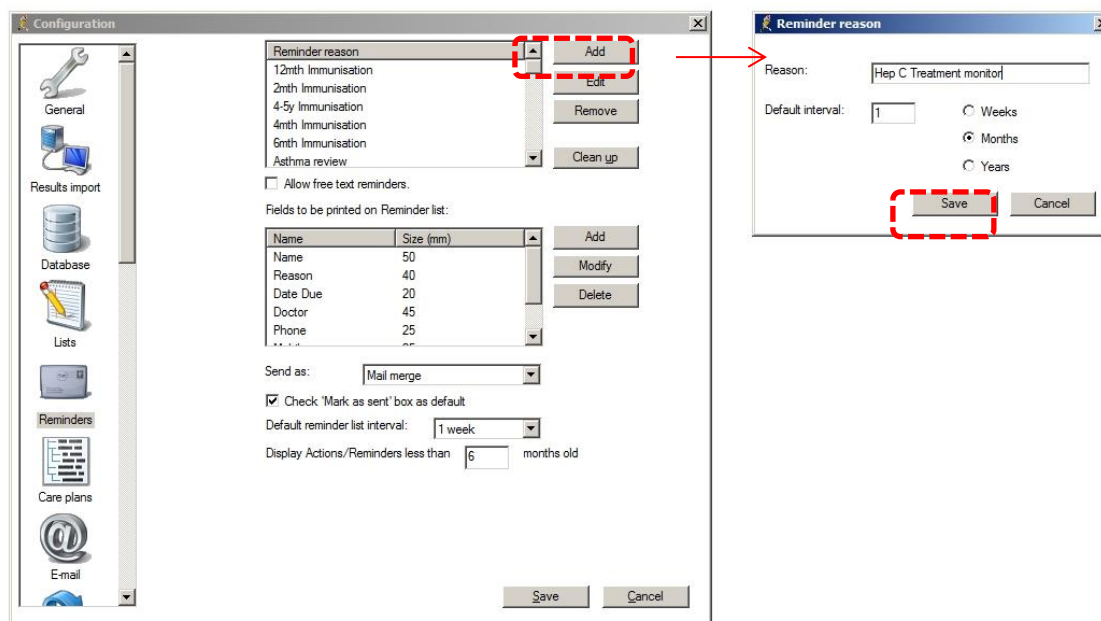 Configuration
General
Results import
Database
Lists
Reminders
Care plans
E-mail
Reminder reason
12mth Immunisation
2mth Immunisation
4-5y Immunisation
4mth Immunisation
6mth Immunisation
Asthma review
Add
Edit
Remove
Clean up
Allow free text reminders.
Fields to be printed on Reminder list:
Name Size (mm)
Name 50
Reason 40
Date Due 20
Doctor 45
Phone 25
Add
Modify
Delete
Send as: Mail merge
Check 'Mark as sent' box as default
Default reminder list interval: 1 week
Display Actions/Reminders less than 6 months old
Save Cancel
Reminder reason
Reason: Hep C Treatment monitor
Default interval: 1 Weeks
Months
Years
Save Cancel